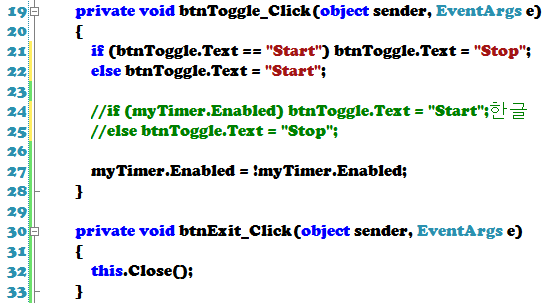 19 private void btnToggle_Click(object sender, EventArgs e)
20 {
21 if (btnToggle.Text == "Start") btnToggle.Text = "Stop";
22 else btnToggle.Text = "Start";
23
24 //if (myTimer.Enabled) btnToggle.Text = "Start";한글
25 //else btnToggle.Text = "Stop";
26
27 myTimer.Enabled = !myTimer.Enabled;
28 }
29
30 private void btnExit_Click(object sender, EventArgs e)
31 {
32 this.Close();
33 }